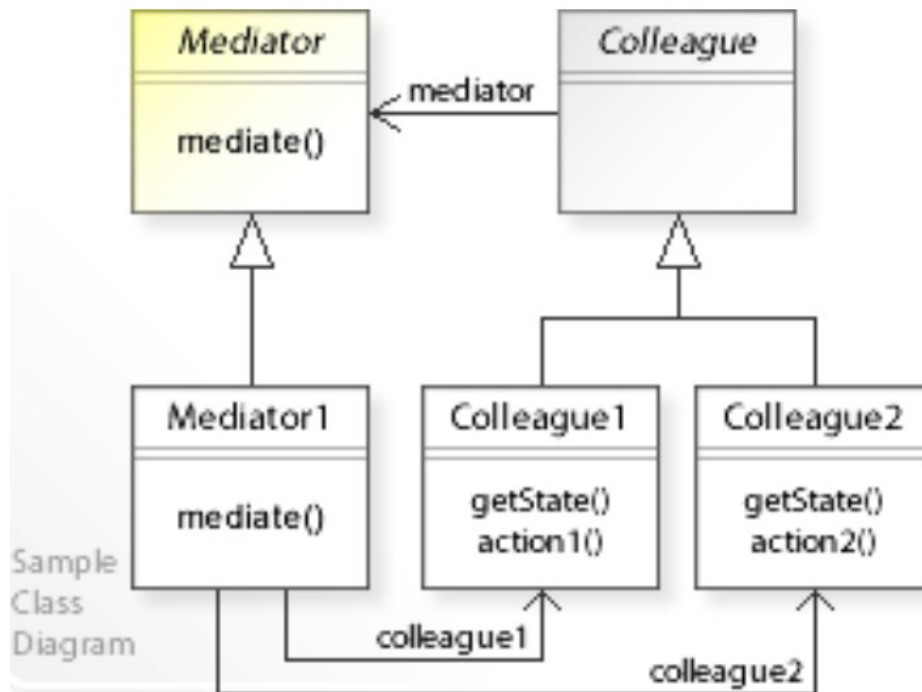 Mediator
mediate()
mediator
Colleague
Mediator1
mediate()
Colleague1
getState()
action1()
Colleague2
getState()
action2()
Sample
Class
Diagram
colleague1
colleague2